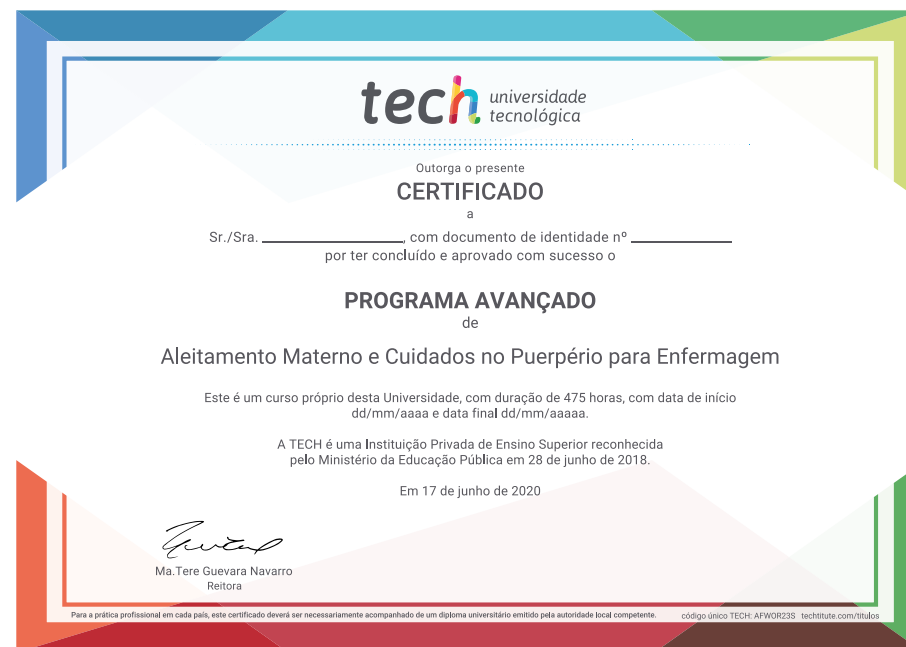 tech universidade
tecnológica
Outorga o presente
CERTIFICADO
a
Sr./Sra. ____________, com documento de identidade nº ____________
por ter concluído e aprovado com sucesso o
PROGRAMA AVANÇADO
de
Aleitamento Materno e Cuidados no Puerpério para Enfermagem
Este é um curso próprio desta Universidade, com duração de 475 horas, com data de início
dd/mm/aaaa e data final dd/mm/aaaaa.
A TECH é uma Instituição Privada de Ensino Superior reconhecida
pelo Ministério da Educação Pública em 28 de junho de 2018.
Em 17 de junho de 2020
Ma.Tere Guevara Navarro
Reitora
Para a prática profissional em cada país, este certificado deverá ser necessariamente acompanhado de um diploma universitário emitido pela autoridade local competente. código único TECH: AFWOR23S techtitute.com/titulos